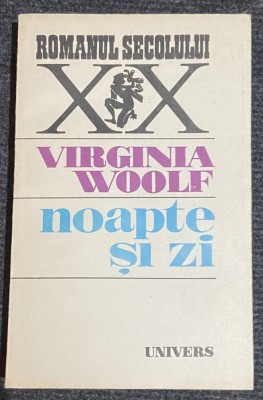 ROMANUL SECOLULUI
XX
VIRGINIA
WOOLF
noapte
și zi
UNIVERS